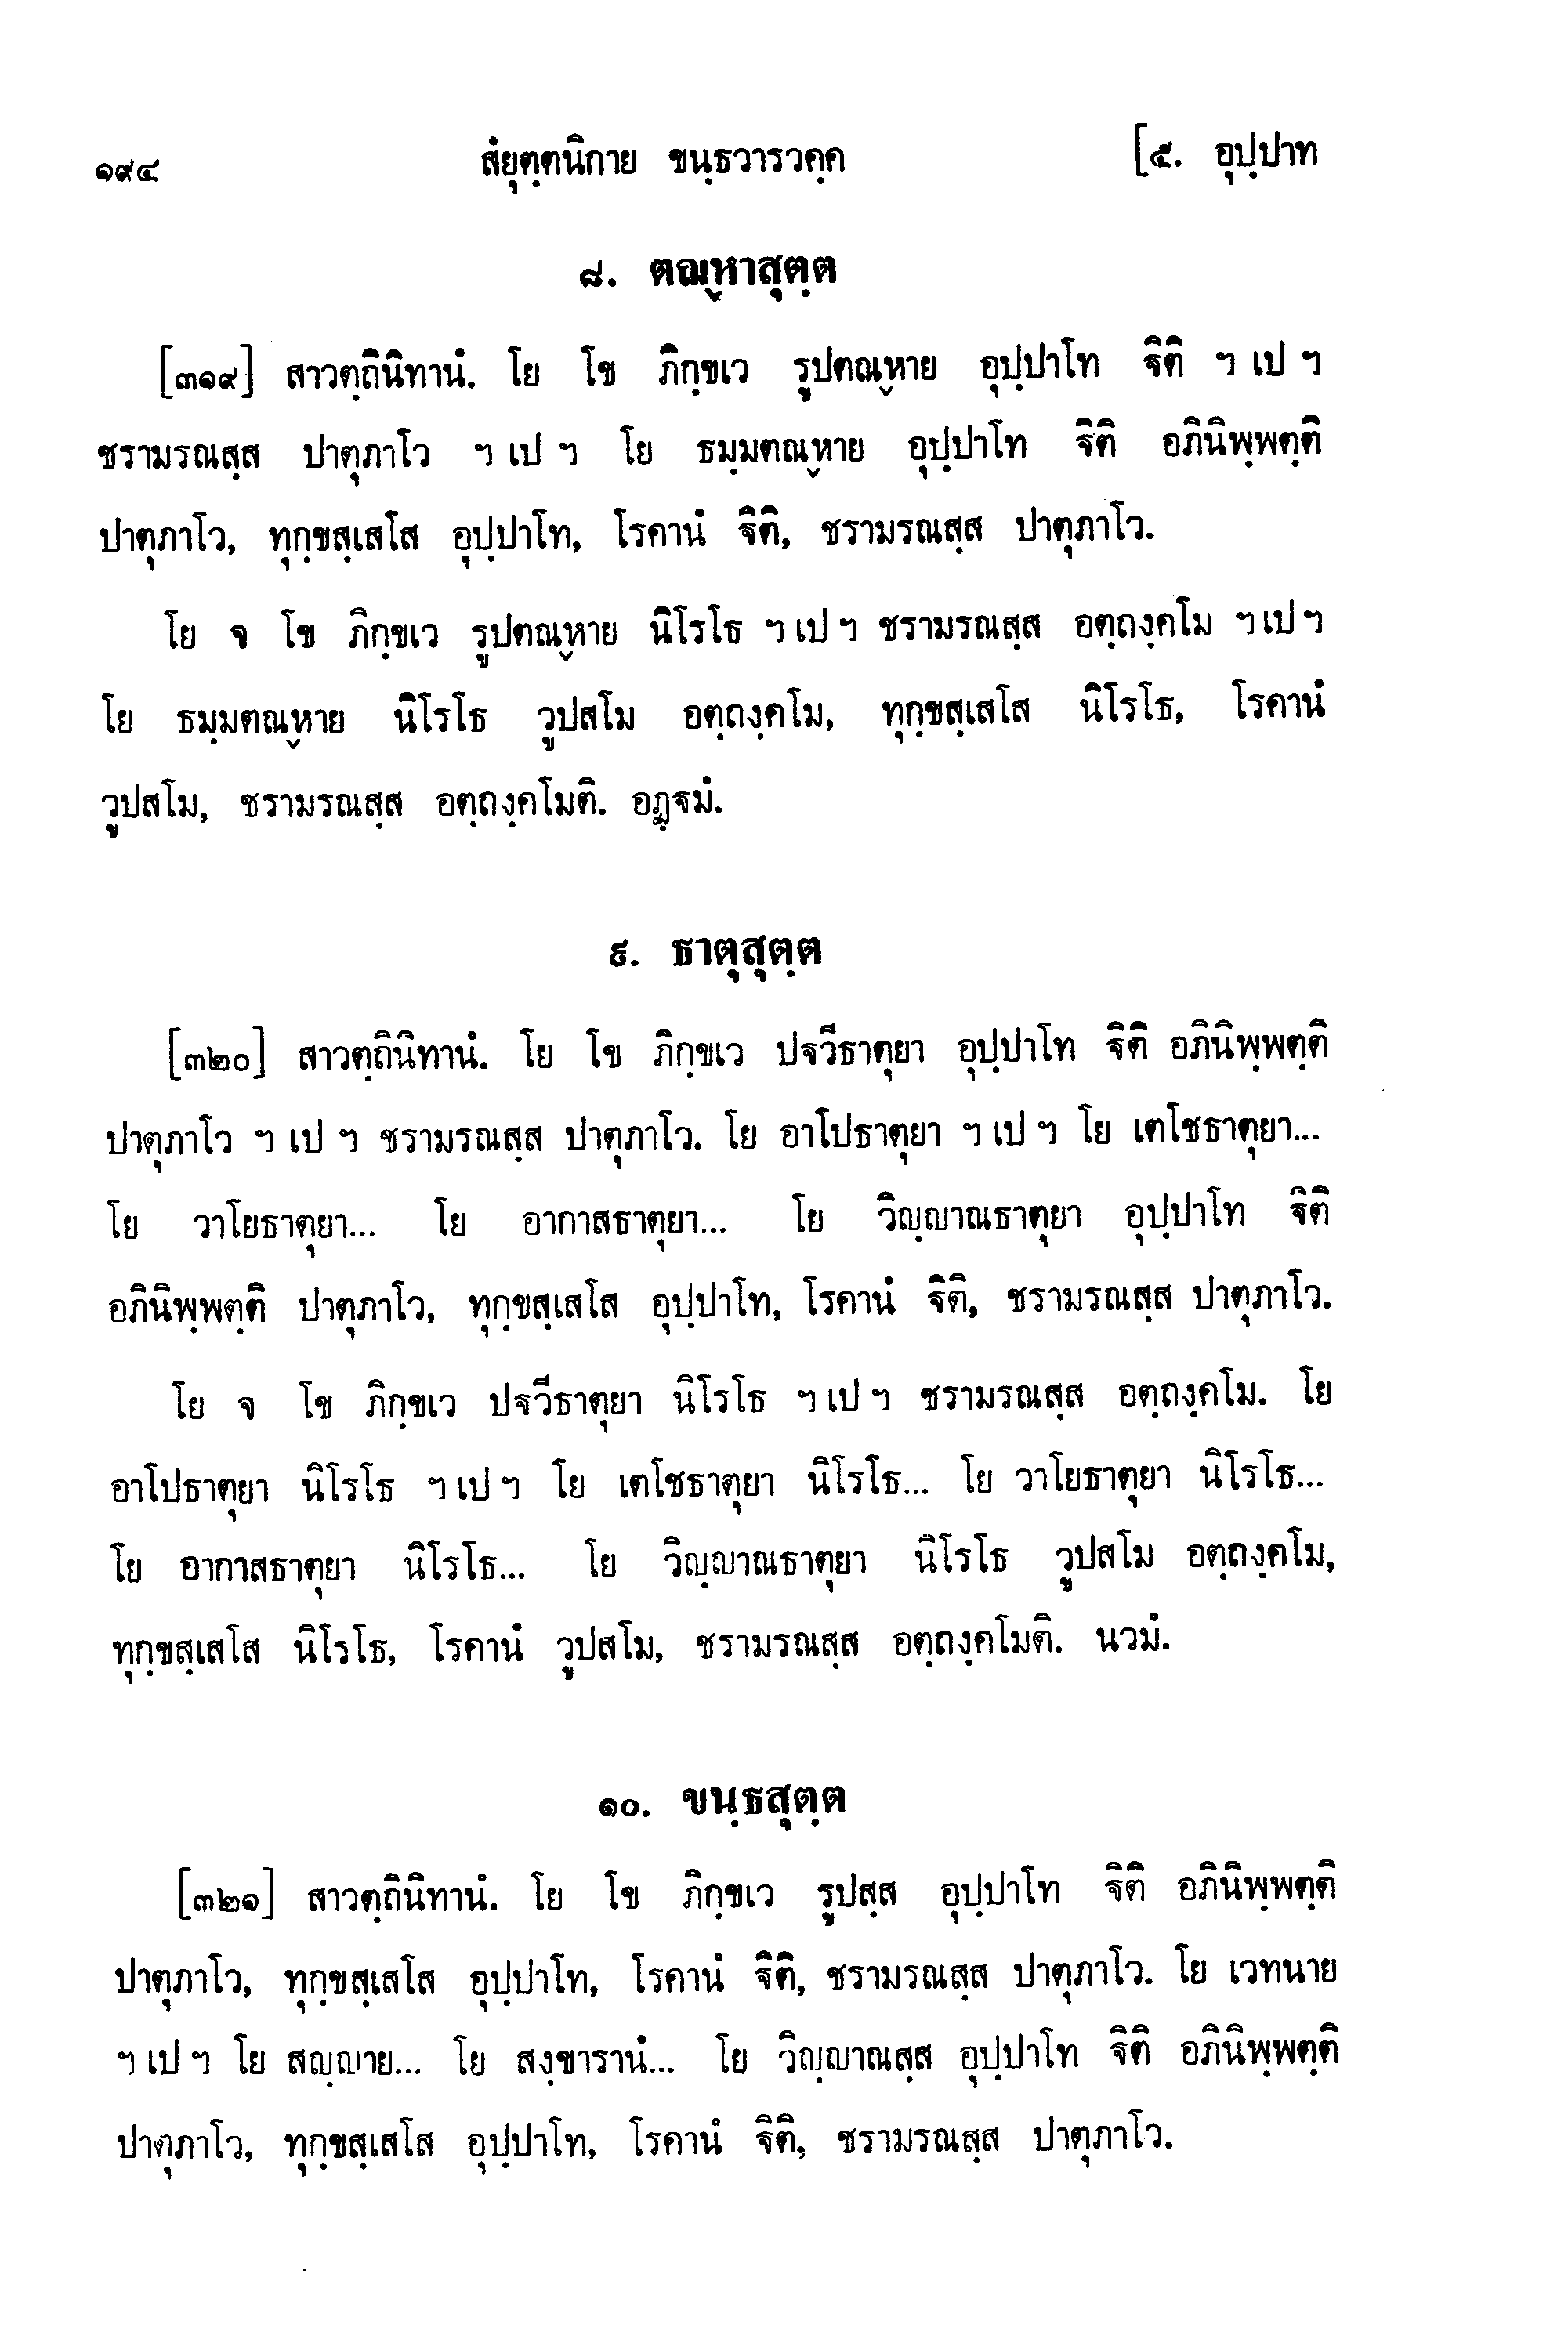 ๑๙๔ สํยุตฺตนิกาย ขนฺธวารวคฺค [๕. อุปฺปาท
๘. ตณฺหาสุตฺต
[๓๑๙] สาวตฺถินิทานํ. โย โข ภิกฺขเว รูปตณฺหาย อุปฺปาโท ฐิติ ฯ เป ฯ
ชรามรณสฺส ปาตุภาโว ฯ เป ฯ โย ธมฺมตณฺหาย อุปฺปาโท ฐิติ อภินิพฺพตฺติ
ปาตุภาโว, ทุกฺขสฺเสโส อุปฺปาโท, โรคานํ ฐิติ, ชรามรณสฺส ปาตุภาโว.
โย จ โข ภิกฺขเว รูปตณฺหาย นิโรโธ ฯ เป ฯ ชรามรณสฺส อตฺถงฺคโม ฯ เป ฯ
โย ธมฺมตณฺหาย นิโรโธ วูปสโม อตฺถงฺคโม, ทุกฺขสฺเสโส นิโรโธ, โรคานํ
วูปสโม, ชรามรณสฺส อตฺถงฺคโมติ. อฏฺฐมํ.
๙. ธาตุสุตฺต
[๓๒๐] สาวตฺถินิทานํ. โย โข ภิกฺขเว ปฐวีธาตุยา อุปฺปาโท ฐิติ อภินิพฺพตฺติ
ปาตุภาโว ฯ เป ฯ ชรามรณสฺส ปาตุภาโว. โย อาโปธาตุยา ฯ เป ฯ โย เตโชธาตุยา...
โย วาโยธาตุยา... โย อากาสธาตุยา... โย วิญฺญาณธาตุยา อุปฺปาโท ฐิติ
อภินิพฺพตฺติ ปาตุภาโว, ทุกฺขสฺเสโส อุปฺปาโท, โรคานํ ฐิติ, ชรามรณสฺส ปาตุภาโว.
โย จ โข ภิกฺขเว ปฐวีธาตุยา นิโรโธ ฯ เป ฯ ชรามรณสฺส อตฺถงฺคโม. โย
อาโปธาตุยา นิโรโธ ฯ เป ฯ โย เตโชธาตุยา นิโรโธ... โย วาโยธาตุยา นิโรโธ...
โย อากาสธาตุยา นิโรโธ... โย วิญฺญาณธาตุยา นิโรโธ วูปสโม อตฺถงฺคโม,
ทุกฺขสฺเสโส นิโรโธ, โรคานํ วูปสโม, ชรามรณสฺส อตฺถงฺคโมติ. นวมํ.
๑๐. ขนฺธสุตฺต
[๓๒๑] สาวตฺถินิทานํ. โย โข ภิกฺขเว รูปสฺส อุปฺปาโท ฐิติ อภินิพฺพตฺติ
ปาตุภาโว, ทุกฺขสฺเสโส อุปฺปาโท, โรคานํ ฐิติ, ชรามรณสฺส ปาตุภาโว. โย เวทนาย
ฯ เป ฯ โย สญฺญาย... โย สงฺขารานํ... โย วิญฺญาณสฺส อุปฺปาโท ฐิติ อภินิพฺพตฺติ
ปาตุภาโว, ทุกฺขสฺเสโส อุปฺปาโท, โรคานํ ฐิติ, ชรามรณสฺส ปาตุภาโว.